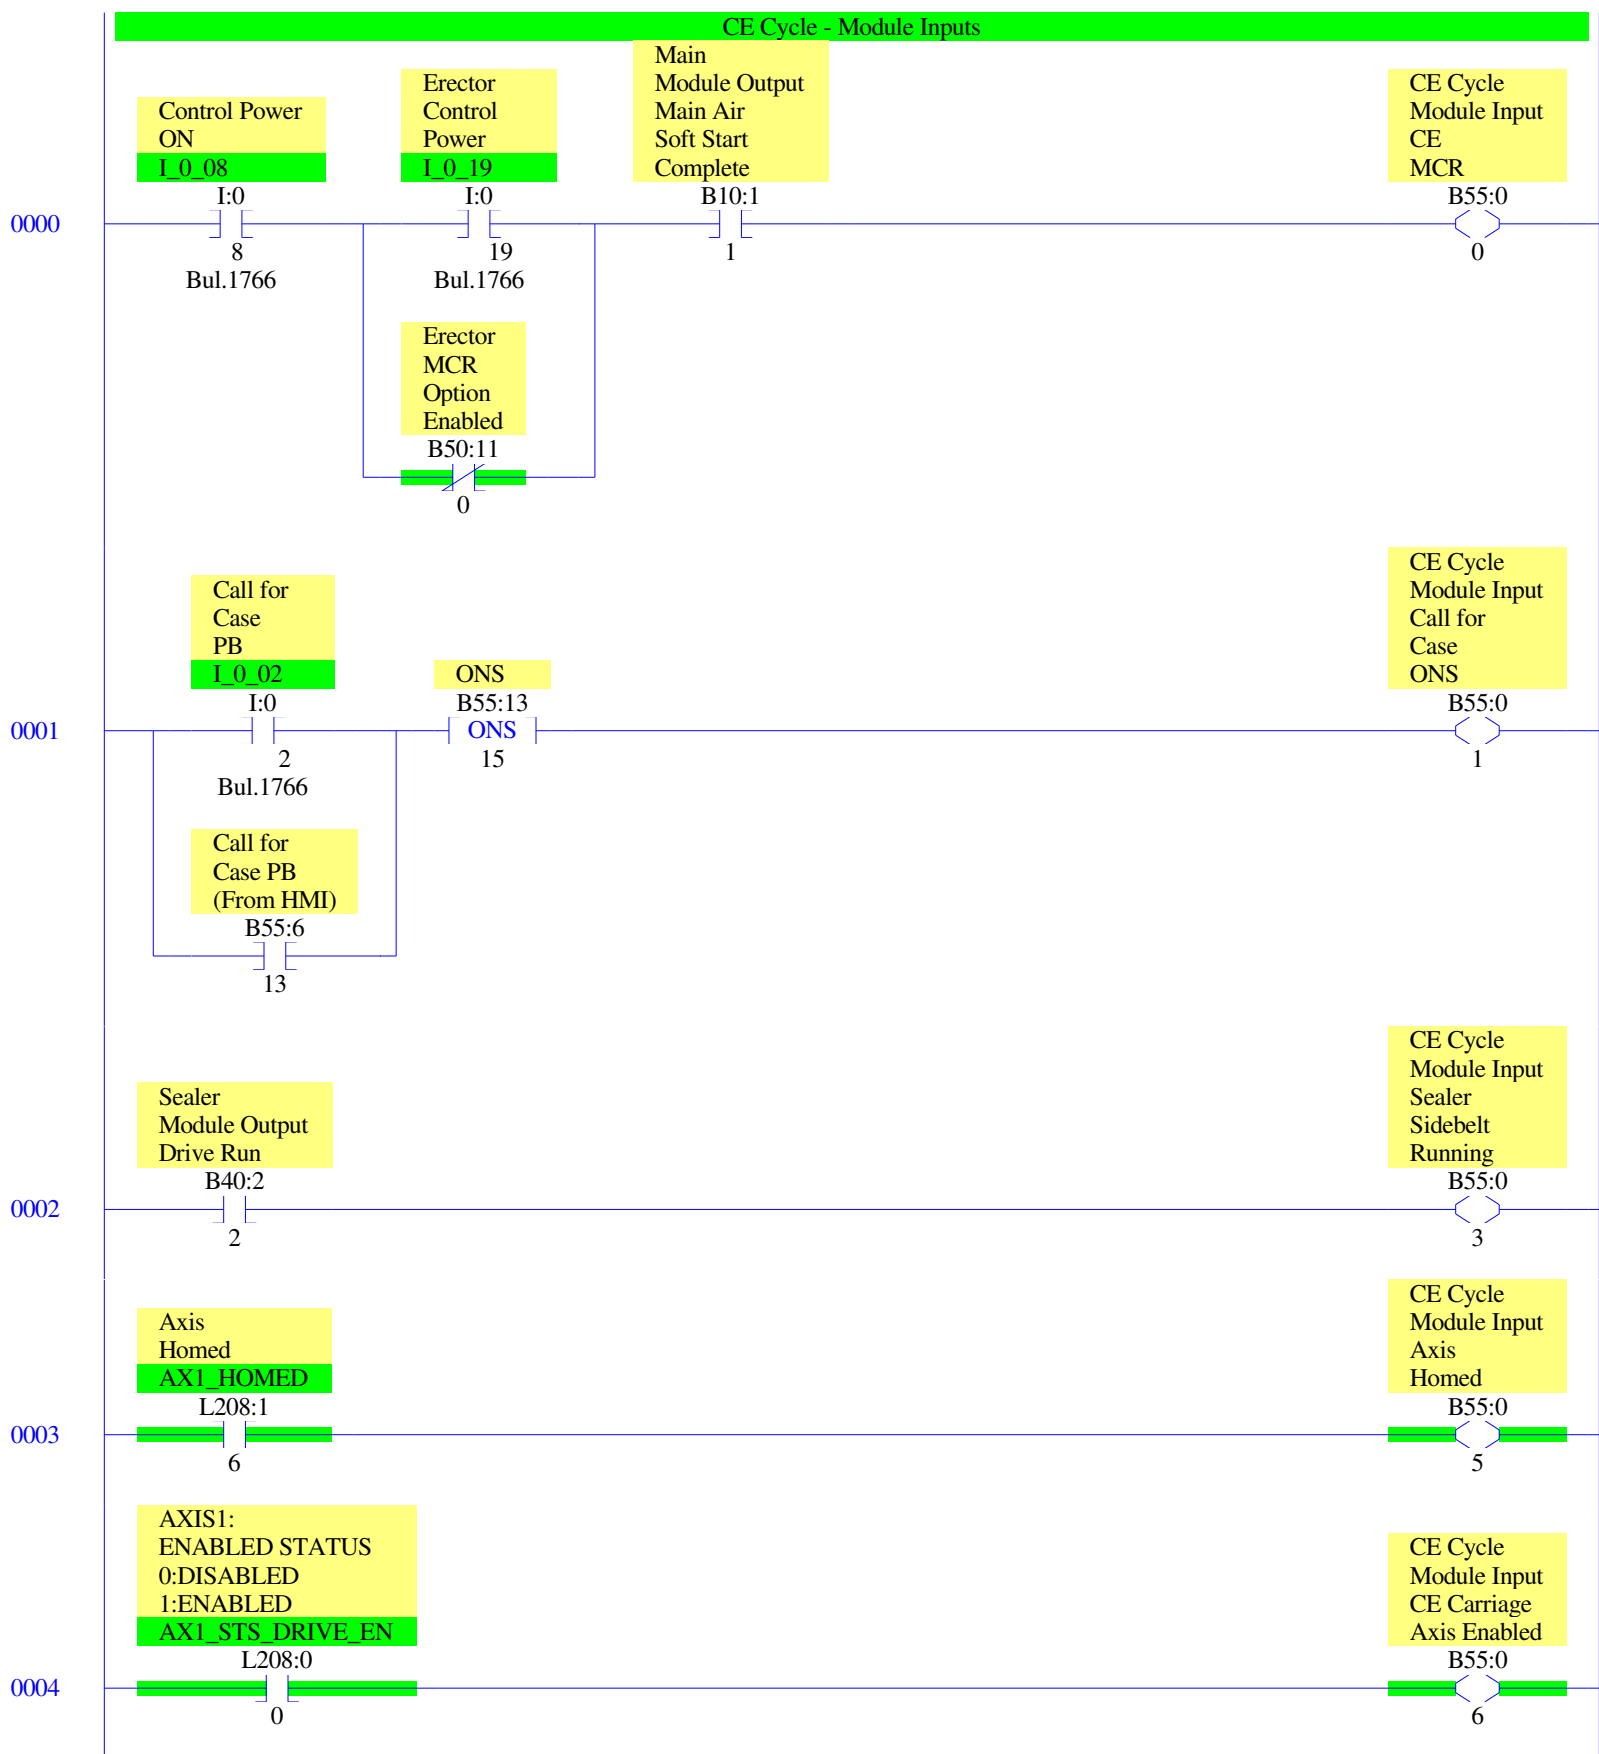 CE Cycle - Module Inputs
Control Power
ON
I_0_08
I:0
8
Bul.1766
Erector
Control
Power
I_0_19
I:0
19
Bul.1766
Main
Module Output
Main Air
Soft Start
Complete
B10:1
1
CE Cycle
Module Input
CE
MCR
B55:0
0
0000
Erector
MCR
Option
Enabled
B50:11
0
Call for
Case
PB
I_0_02
I:0
2
Bul.1766
ONS
B55:13
ONS
15
CE Cycle
Module Input
Call for
Case
ONS
B55:0
1
0001
Call for
Case PB
(From HMI)
B55:6
13
Sealer
Module Output
Drive Run
B40:2
2
CE Cycle
Module Input
Sealer
Sidebelt
Running
B55:0
3
0002
Axis
Homed
AX1_HOMED
L208:1
6
CE Cycle
Module Input
Axis
Homed
B55:0
5
0003
AXIS1:
ENABLED STATUS
0:DISABLED
1:ENABLED
AX1_STS_DRIVE_EN
L208:0
0
CE Cycle
Module Input
CE Carriage
Axis Enabled
B55:0
6
0004